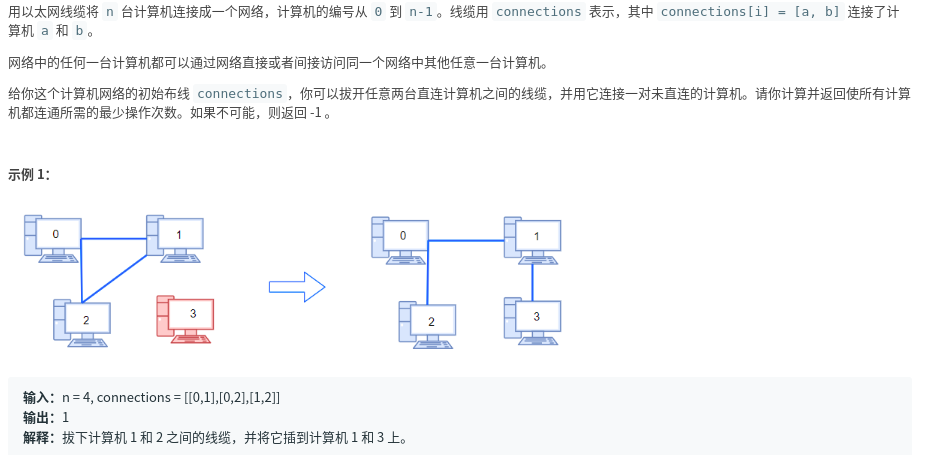 用以太网线缆将 n 台计算机连接成一个网络，计算机的编号从 0 到 n-1。线缆用 connections 表示，其中 connections[i] = [a, b] 连接了计
算机 a 和 b。
网络中的任何一台计算机都可以通过网络直接或者间接访问同一个网络中其他任意一台计算机。
给你这个计算机网络的初始布线 connections，你可以拔开任意两台直连计算机之间的线缆，并用它连接一对未直连的计算机。请你计算并返回使所有计算
机都连通所需的最少操作次数。如果不可能，则返回 -1 。
示例 1：
0 1 0 1
2 3 2 3
输入：n = 4, connections = [[0,1],[0,2],[1,2]]
输出：1
解释：拔下计算机 1 和 2 之间的线缆，并将它插到计算机 1 和 3 上。